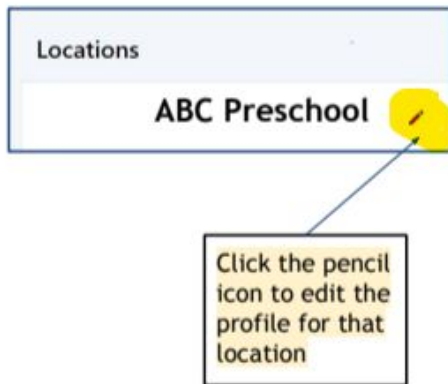 Locations
ABC Preschool
Click the pencil
icon to edit the
profile for that
location